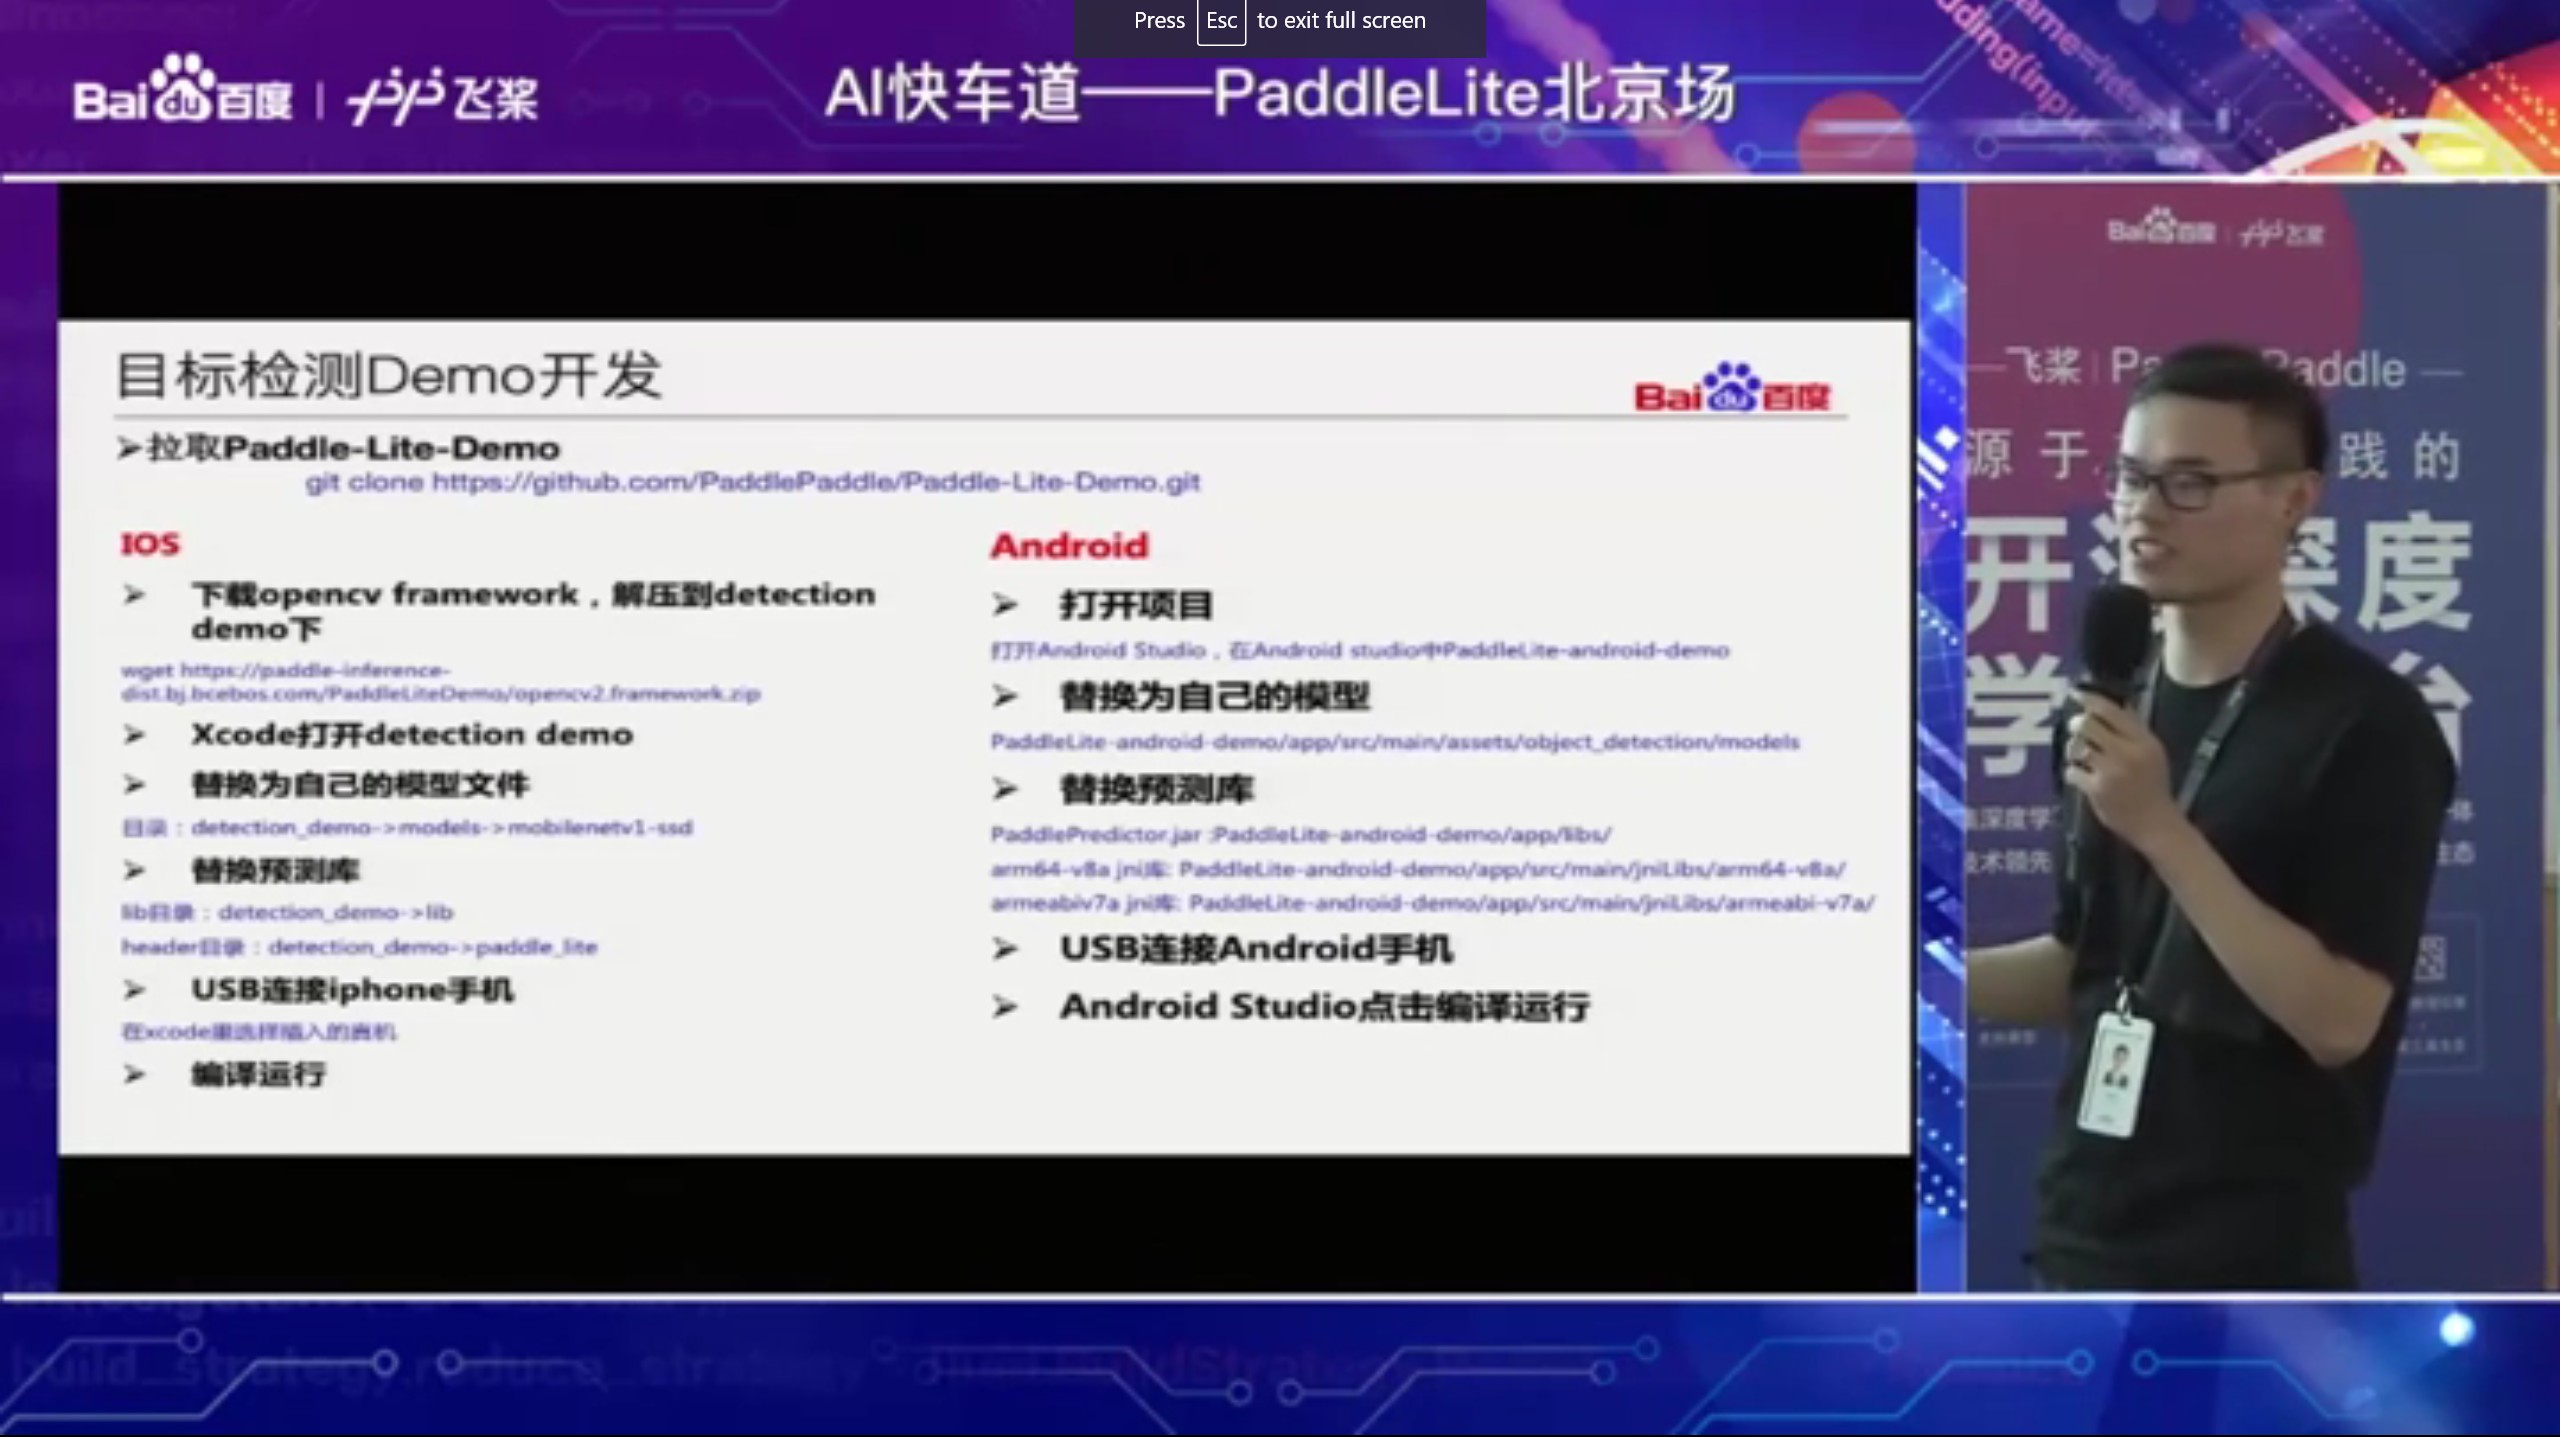 Press Esc to exit full screen
Bai du 百度 | 飞桨
AI快车道——PaddleLite北京场
目标检测Demo开发
Bai du 百度
➢拉取Paddle-Lite-Demo
git clone https://github.com/PaddlePaddle/Paddle-Lite-Demo.git
IOS
➢ 下载opencv framework，解压到detection
demo下
wget https://paddle-inference-
dist.bj.bcebos.com/PaddleLiteDemo/opencv2.framework.zip
➢ Xcode打开detection demo
➢ 替换为自己的模型文件
目录：detection_demo->models->mobilenetv1-ssd
➢ 替换预测库
lib目录：detection_demo->lib
header目录：detection_demo->paddle_lite
➢ USB连接iphone手机
在xcode里选择插入的真机
➢ 编译运行
Android
➢ 打开项目
打开Android Studio，在Android studio中PaddleLite-android-demo
➢ 替换为自己的模型
PaddleLite-android-demo/app/src/main/assets/object_detection/models
➢ 替换预测库
PaddlePredictor.jar :PaddleLite-android-demo/app/libs/
arm64-v8a jni库: PaddleLite-android-demo/app/src/main/jniLibs/arm64-v8a/
armeabiv7a jni库: PaddleLite-android-demo/app/src/main/jniLibs/armeabi-v7a/
➢ USB连接Android手机
➢ Android Studio点击编译运行
Bai du 百度 | 飞桨
飞桨 | Pa Paddle
源于 践的
开 深度
学 台
深度学
技术领先
build_strategy.reduce_strategy